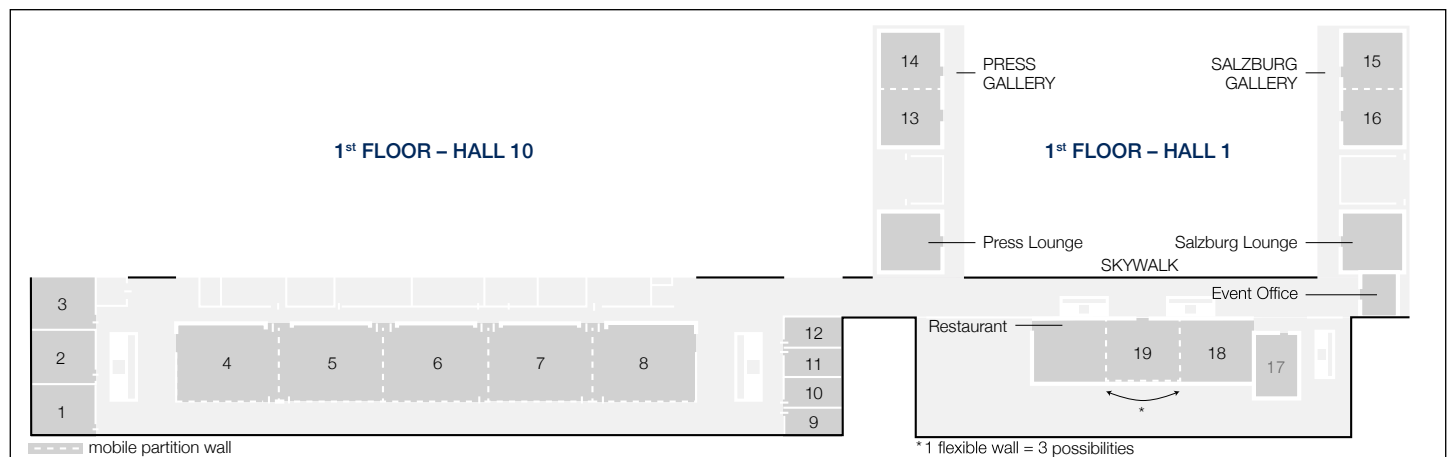 14
PRESS
GALLERY
SALZBURG
GALLERY
15
13
16
1st FLOOR – HALL 10
1st FLOOR – HALL 1
Press Lounge
Salzburg Lounge
SKYWALK
Event Office
3
2
1
4
5
6
7
8
12
11
10
9
Restaurant
19
18
17
*
mobile partition wall
* 1 flexible wall = 3 possibilities